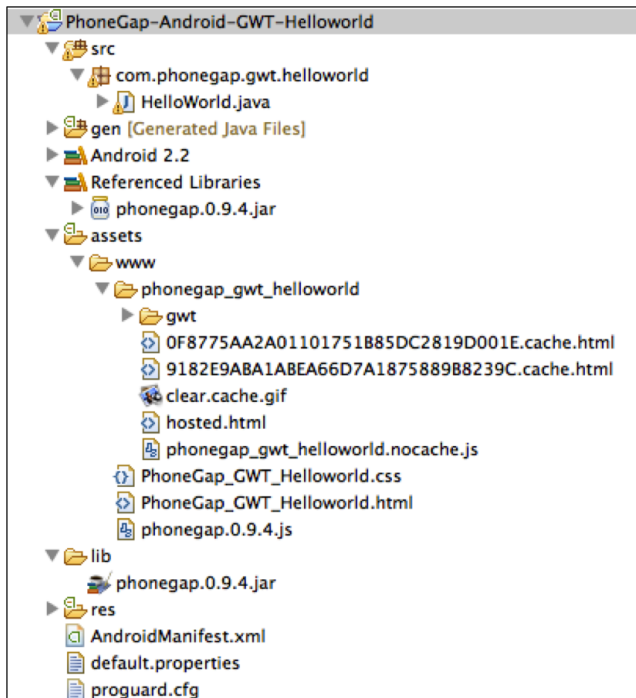 PhoneGap-Android-GWT-Helloworld
src
com.phonegap.gwt.helloworld
HelloWorld.java
gen [Generated Java Files]
Android 2.2
Referenced Libraries
phonegap.0.9.4.jar
assets
www
phonegap_gwt_helloworld
gwt
0F8775AA2A01101751B85DC2819D001E.cache.html
9182E9ABA1ABEA66D7A1875889B8239C.cache.html
clear.cache.gif
hosted.html
phonegap_gwt_helloworld.nocache.js
PhoneGap_GWT_Helloworld.css
PhoneGap_GWT_Helloworld.html
phonegap.0.9.4.js
lib
phonegap.0.9.4.jar
res
AndroidManifest.xml
default.properties
proguard.cfg